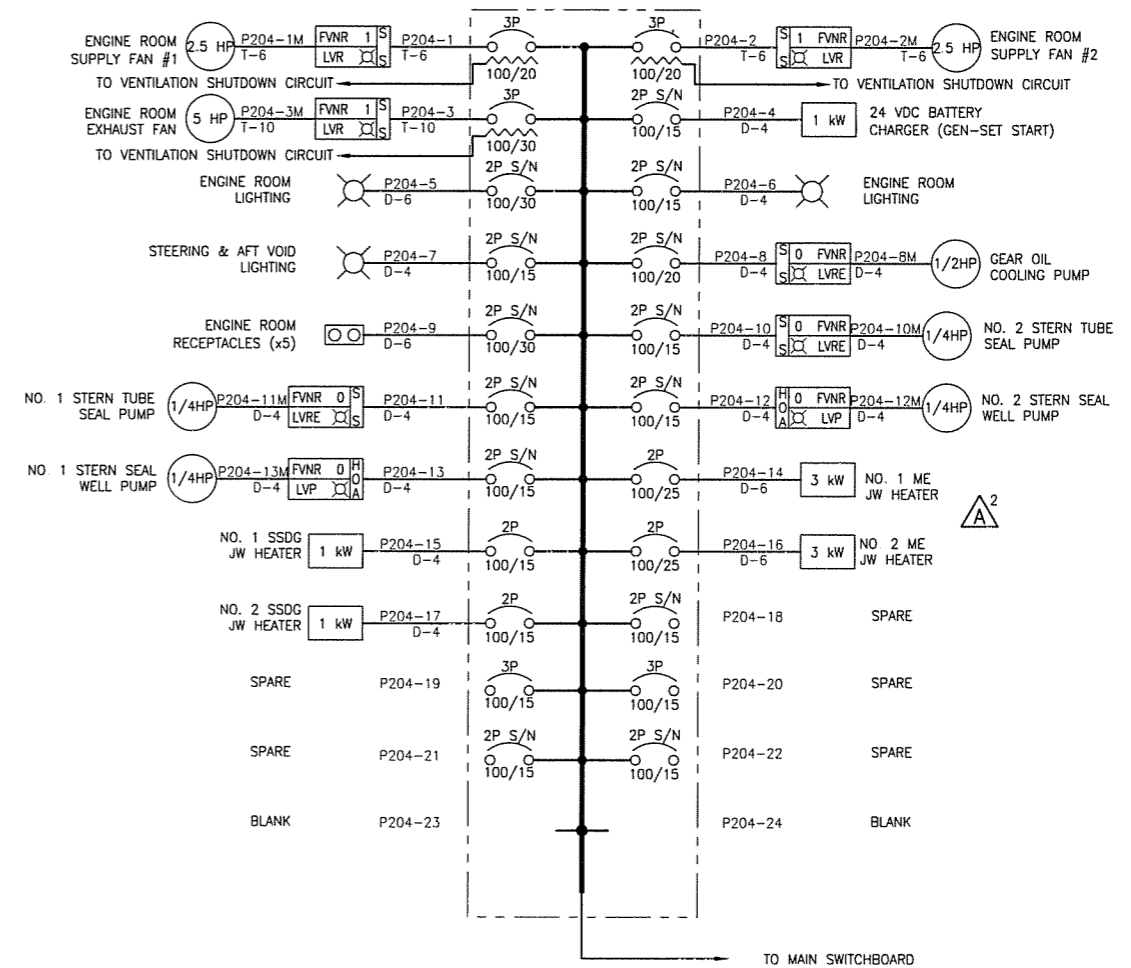 3P 3P
ENGINE ROOM SUPPLY FAN #1 2.5 HP P204-1M T-6 FVNR 1 LVR S S P204-1 T-6 100/20
100/20 P204-2 T-6 S S 1 FVNR LVR P204-2M T-6 2.5 HP ENGINE ROOM SUPPLY FAN #2
TO VENTILATION SHUTDOWN CIRCUIT
TO VENTILATION SHUTDOWN CIRCUIT
ENGINE ROOM EXHAUST FAN 5 HP P204-3M T-10 FVNR 1 LVR S S P204-3 T-10 3P 100/30
2P S/N 100/15 P204-4 D-4 1 kW 24 VDC BATTERY CHARGER (GEN-SET START)
TO VENTILATION SHUTDOWN CIRCUIT
ENGINE ROOM LIGHTING P204-5 D-6 2P S/N 100/30
2P S/N 100/15 P204-6 D-4 ENGINE ROOM LIGHTING
STEERING & AFT VOID LIGHTING P204-7 D-4 2P S/N 100/15
2P S/N 100/20 P204-8 D-4 S S 0 FVNR LVRE P204-8M D-4 1/2HP GEAR OIL COOLING PUMP
ENGINE ROOM RECEPTACLES (x5) P204-9 D-6 2P S/N 100/30
2P S/N 100/15 P204-10 D-4 S S 0 FVNR LVRE P204-10M D-4 1/4HP NO. 2 STERN TUBE SEAL PUMP
NO. 1 STERN TUBE SEAL PUMP 1/4HP P204-11M D-4 FVNR 0 LVRE S S P204-11 D-4 2P S/N 100/15
2P S/N 100/15 P204-12 D-4 H O A 0 FVNR LVP P204-12M D-4 1/4HP NO. 2 STERN SEAL WELL PUMP
NO. 1 STERN SEAL WELL PUMP 1/4HP P204-13M D-4 FVNR 0 LVP H O A P204-13 D-4 2P S/N 100/15
2P 100/25 P204-14 D-6 3 kW NO. 1 ME JW HEATER
A 2
NO. 1 SSDG JW HEATER 1 kW P204-15 D-4 2P 100/15
2P 100/25 P204-16 D-6 3 kW NO. 2 ME JW HEATER
NO. 2 SSDG JW HEATER 1 kW P204-17 D-4 2P 100/15
2P S/N 100/15 P204-18 SPARE
SPARE P204-19 3P 100/15
3P 100/15 P204-20 SPARE
SPARE P204-21 2P S/N 100/15
2P S/N 100/15 P204-22 SPARE
BLANK P204-23
P204-24 BLANK
TO MAIN SWITCHBOARD